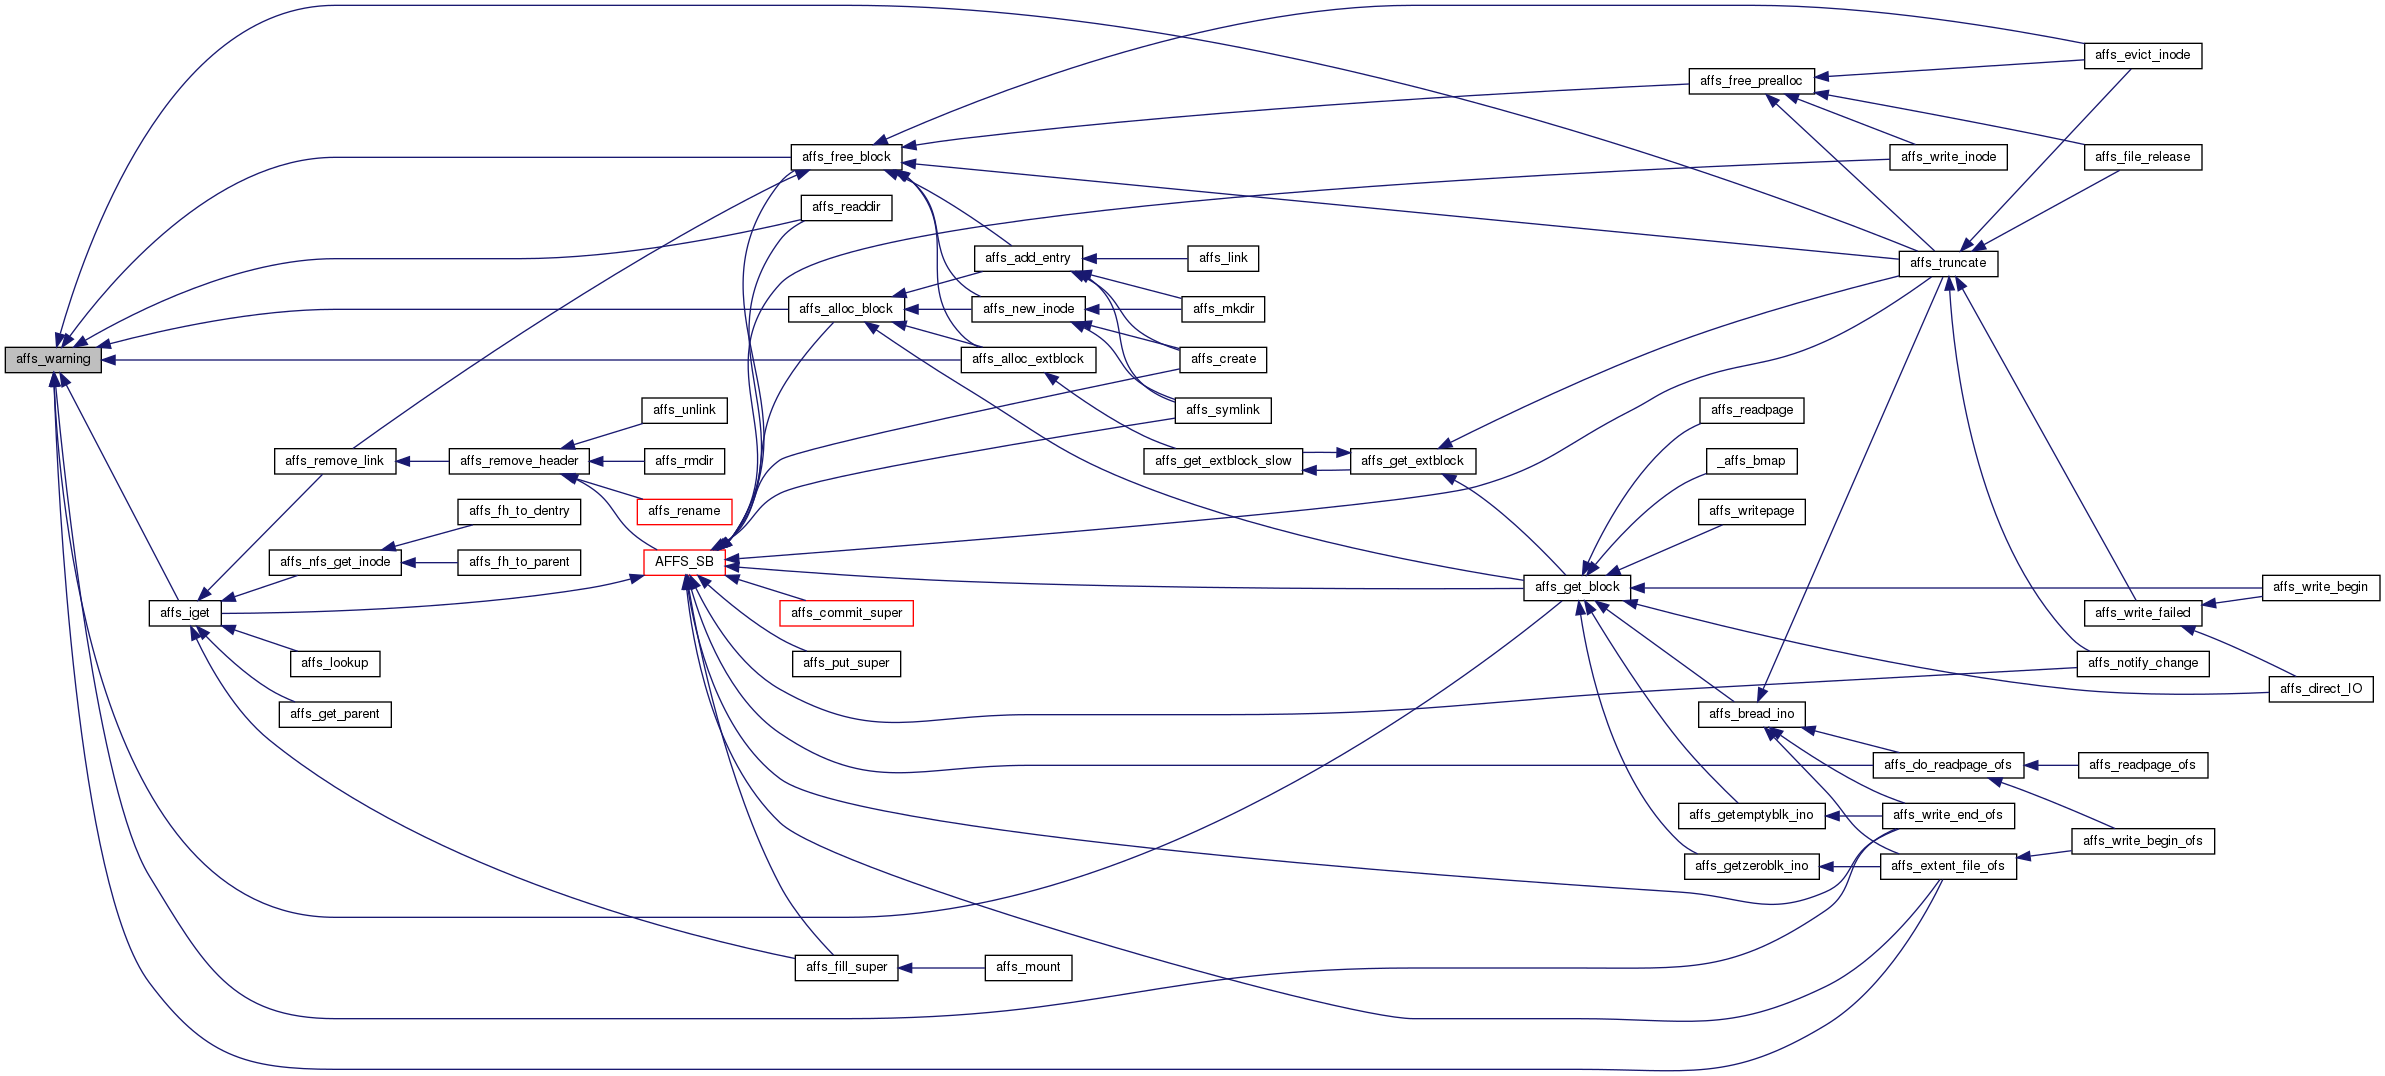 affs_warning
affs_iget
affs_remove_link
affs_nfs_get_inode
affs_lookup
affs_get_parent
affs_remove_header
affs_fh_to_dentry
affs_fh_to_parent
affs_unlink
affs_rmdir
affs_rename
AFFS_SB
affs_free_block
affs_readdir
affs_alloc_block
affs_commit_super
affs_put_super
affs_fill_super
affs_add_entry
affs_new_inode
affs_alloc_extblock
affs_mount
affs_link
affs_mkdir
affs_create
affs_symlink
affs_get_extblock_slow
affs_get_extblock
affs_get_block
affs_free_prealloc
affs_readpage
_affs_bmap
affs_writepage
affs_bread_ino
affs_getemptyblk_ino
affs_getzeroblk_ino
affs_write_inode
affs_truncate
affs_do_readpage_ofs
affs_write_end_ofs
affs_extent_file_ofs
affs_evict_inode
affs_file_release
affs_write_failed
affs_notify_change
affs_readpage_ofs
affs_write_begin_ofs
affs_write_begin
affs_direct_IO